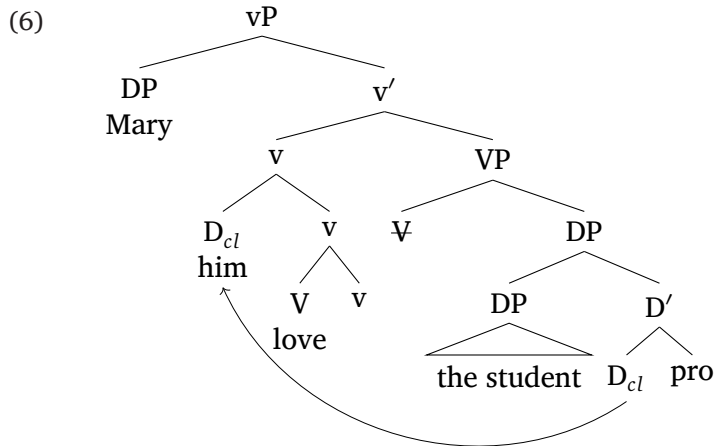 (6) vP
DP v′
Mary
v VP
D_cl v V̶ DP
him
V v DP D′
love
the student D_cl pro